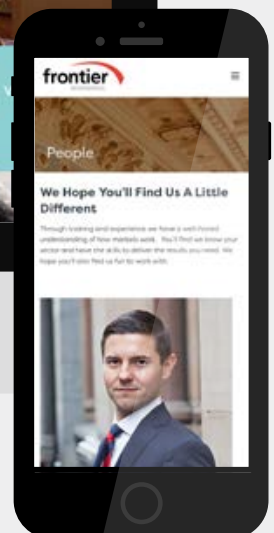 frontier
People
We Hope You'll Find Us A Little
Different
Through training and experience we have a well-honed
understanding of how markets work. You'll find we know your
sector and have the skills to deliver the results you need. We
hope you'll also find us fun to work with.